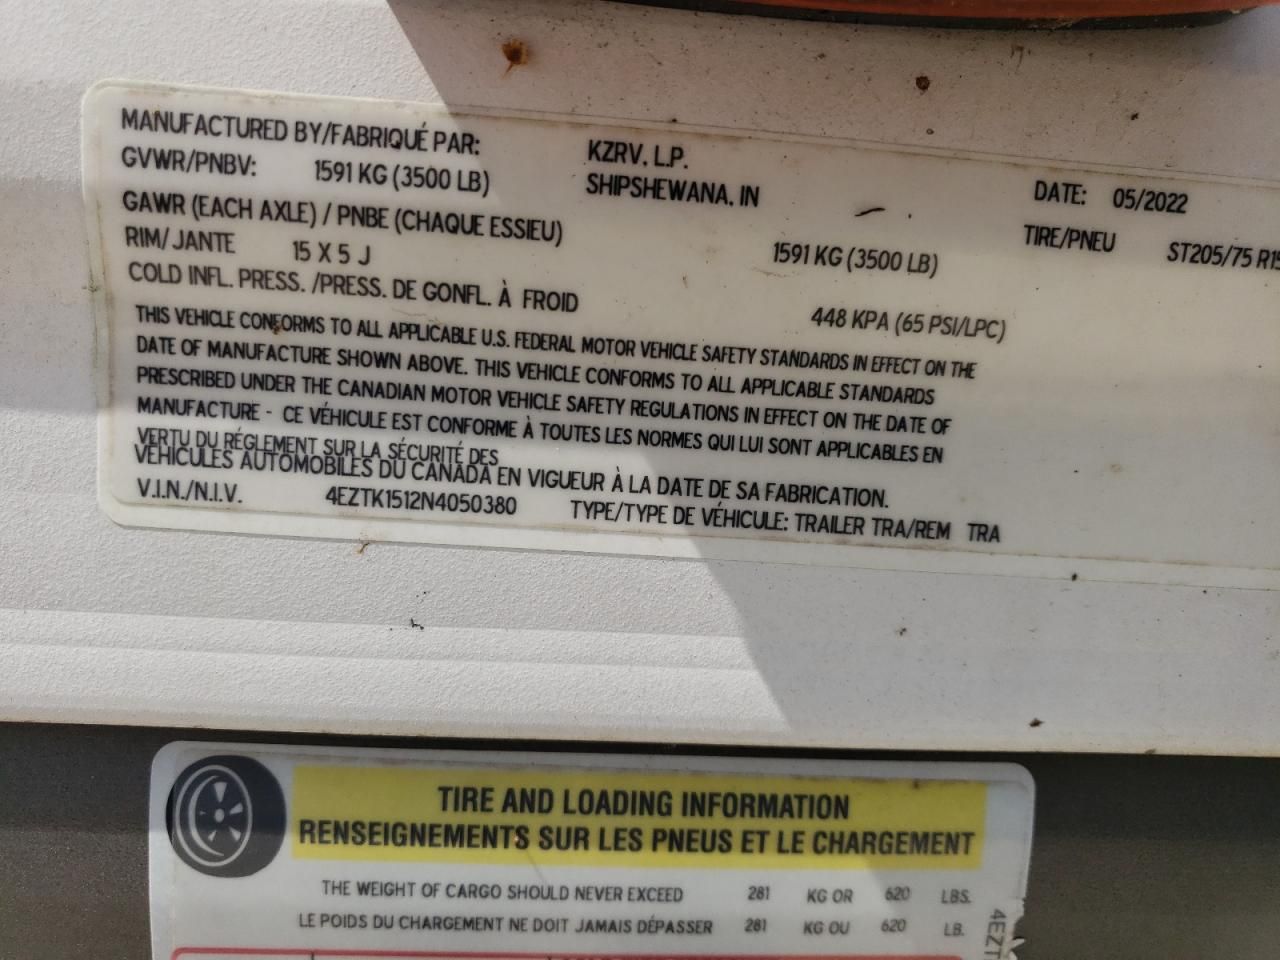 MANUFACTURED BY/FABRIQUÉ PAR: KZRV, L.P.
GVWR/PNBV: 1591 KG (3500 LB) SHIPSHEWANA, IN DATE: 05/2022
GAWR (EACH AXLE) / PNBE (CHAQUE ESSIEU) 1591 KG (3500 LB) TIRE/PNEU ST205/75 R15
RIM/JANTE 15 X 5 J
COLD INFL. PRESS. /PRESS. DE GONFL. À FROID 448 KPA (65 PSI/LPC)
THIS VEHICLE CONFORMS TO ALL APPLICABLE U.S. FEDERAL MOTOR VEHICLE SAFETY STANDARDS IN EFFECT ON THE
DATE OF MANUFACTURE SHOWN ABOVE. THIS VEHICLE CONFORMS TO ALL APPLICABLE STANDARDS
PRESCRIBED UNDER THE CANADIAN MOTOR VEHICLE SAFETY REGULATIONS IN EFFECT ON THE DATE OF
MANUFACTURE - CE VÉHICULE EST CONFORME À TOUTES LES NORMES QUI LUI SONT APPLICABLES EN
VERTU DU RÉGLEMENT SUR LA SÉCURITÉ DES
VÉHICULES AUTOMOBILES DU CANADA EN VIGUEUR À LA DATE DE SA FABRICATION.
V.I.N./N.I.V. 4EZTK1512N4050380 TYPE/TYPE DE VÉHICULE: TRAILER TRA/REM TRA
TIRE AND LOADING INFORMATION
RENSEIGNEMENTS SUR LES PNEUS ET LE CHARGEMENT
THE WEIGHT OF CARGO SHOULD NEVER EXCEED 281 KG OR 620 LBS.
LE POIDS DU CHARGEMENT NE DOIT JAMAIS DÉPASSER 281 KG OU 620 LB.
4EZT